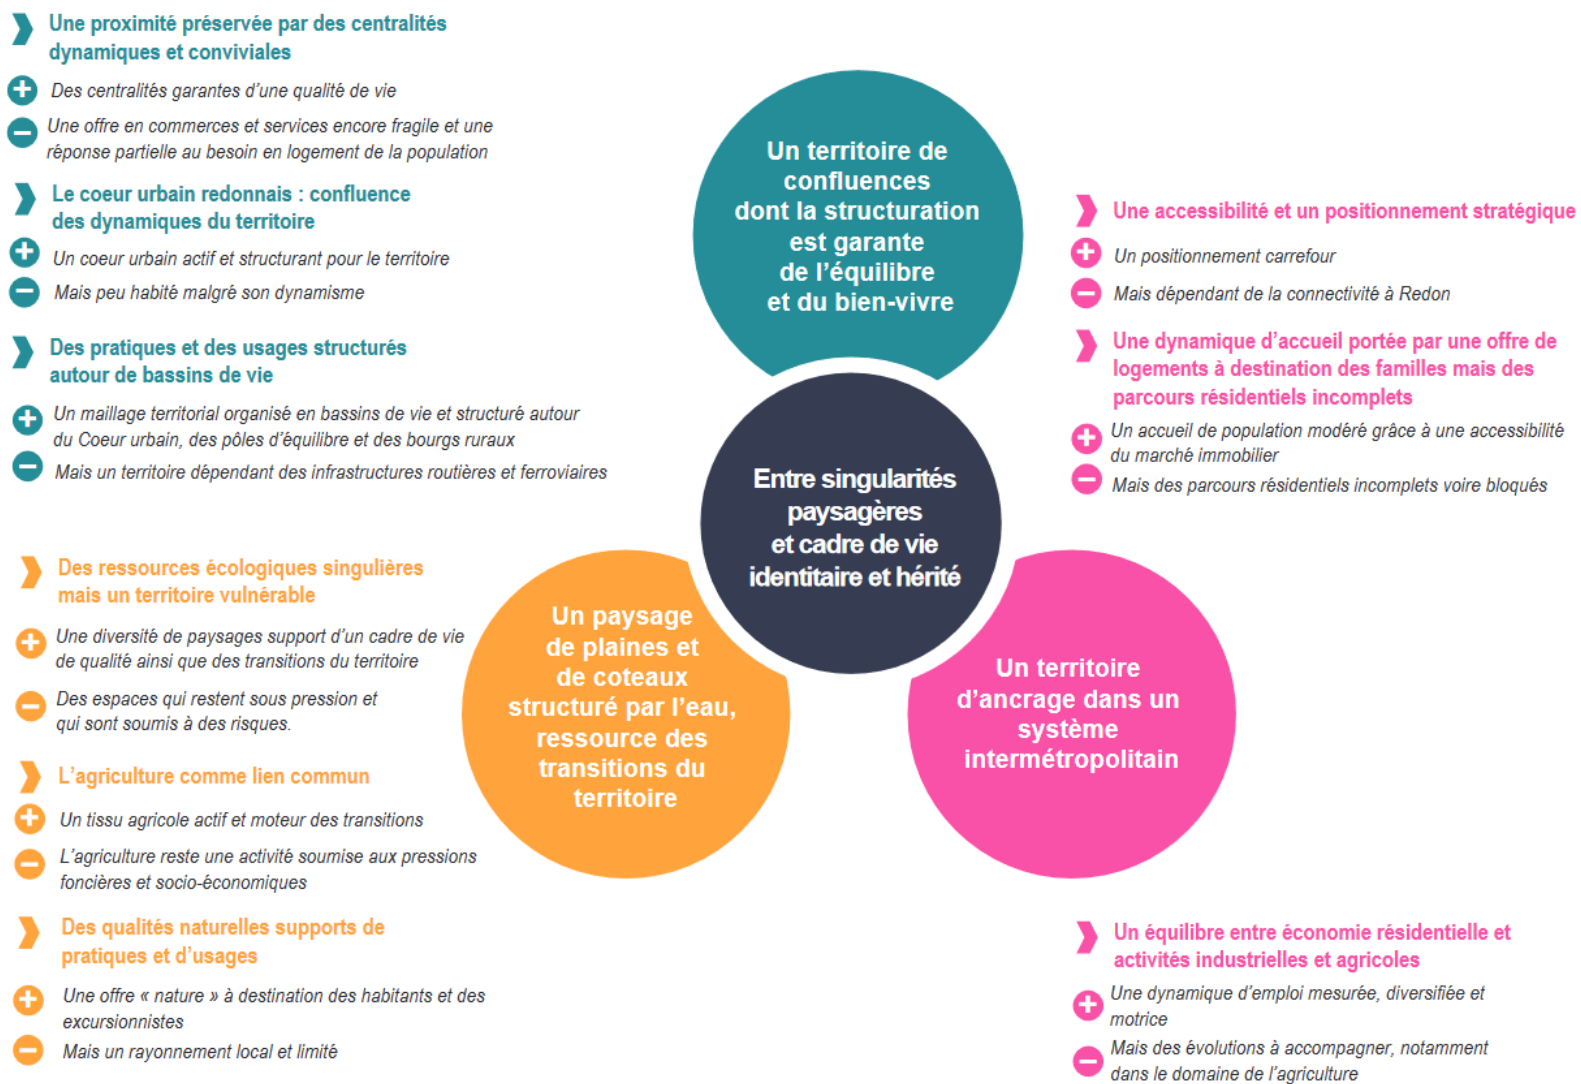 Une proximité préservée par des centralités
dynamiques et conviviales
Des centralités garantes d'une qualité de vie
Une offre en commerces et services encore fragile et une
réponse partielle au besoin en logement de la population
Le coeur urbain redonnais : confluence
des dynamiques du territoire
Un coeur urbain actif et structurant pour le territoire
Mais peu habité malgré son dynamisme
Des pratiques et des usages structurés
autour de bassins de vie
Un maillage territorial organisé en bassins de vie et structuré autour
du Coeur urbain, des pôles d'équilibre et des bourgs ruraux
Mais un territoire dépendant des infrastructures routières et ferroviaires
Des ressources écologiques singulières
mais un territoire vulnérable
Une diversité de paysages support d'un cadre de vie
de qualité ainsi que des transitions du territoire
Des espaces qui restent sous pression et
qui sont soumis à des risques.
L'agriculture comme lien commun
Un tissu agricole actif et moteur des transitions
L'agriculture reste une activité soumise aux pressions
foncières et socio-économiques
Des qualités naturelles supports de
pratiques et d'usages
Une offre « nature » à destination des habitants et des
excursionnistes
Mais un rayonnement local et limité
Un territoire de
confluences
dont la structuration
est garante
de l'équilibre
et du bien-vivre
Entre singularités
paysagères
et cadre de vie
identitaire et hérité
Un paysage
de plaines et
de coteaux
structuré par l'eau,
ressource des
transitions du
territoire
Un territoire
d'ancrage dans un
système
intermétropolitain
Une accessibilité et un positionnement stratégique
Un positionnement carrefour
Mais dépendant de la connectivité à Redon
Une dynamique d'accueil portée par une offre de
logements à destination des familles mais des
parcours résidentiels incomplets
Un accueil de population modéré grâce à une accessibilité
du marché immobilier
Mais des parcours résidentiels incomplets voire bloqués
Un équilibre entre économie résidentielle et
activités industrielles et agricoles
Une dynamique d'emploi mesurée, diversifiée et
motrice
Mais des évolutions à accompagner, notamment
dans le domaine de l'agriculture